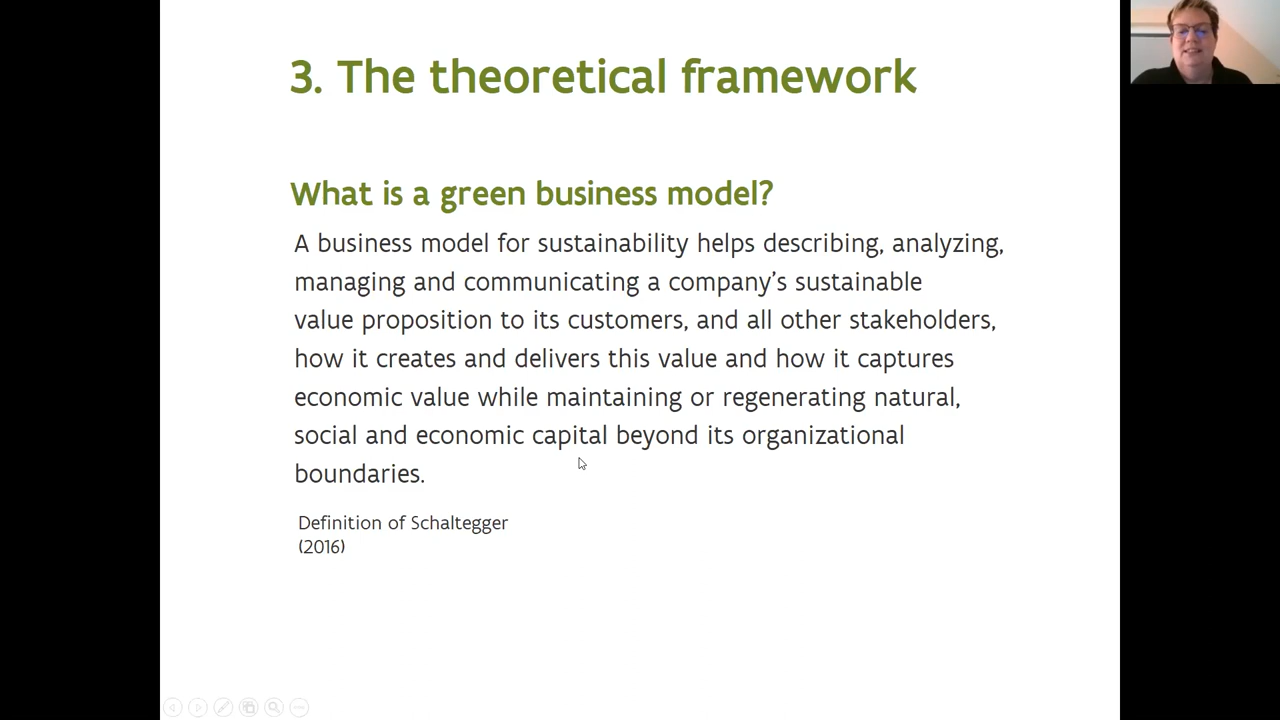 3. The theoretical framework
What is a green business model?
A business model for sustainability helps describing, analyzing,
managing and communicating a company’s sustainable
value proposition to its customers, and all other stakeholders,
how it creates and delivers this value and how it captures
economic value while maintaining or regenerating natural,
social and economic capital beyond its organizational
boundaries.
Definition of Schaltegger
(2016)